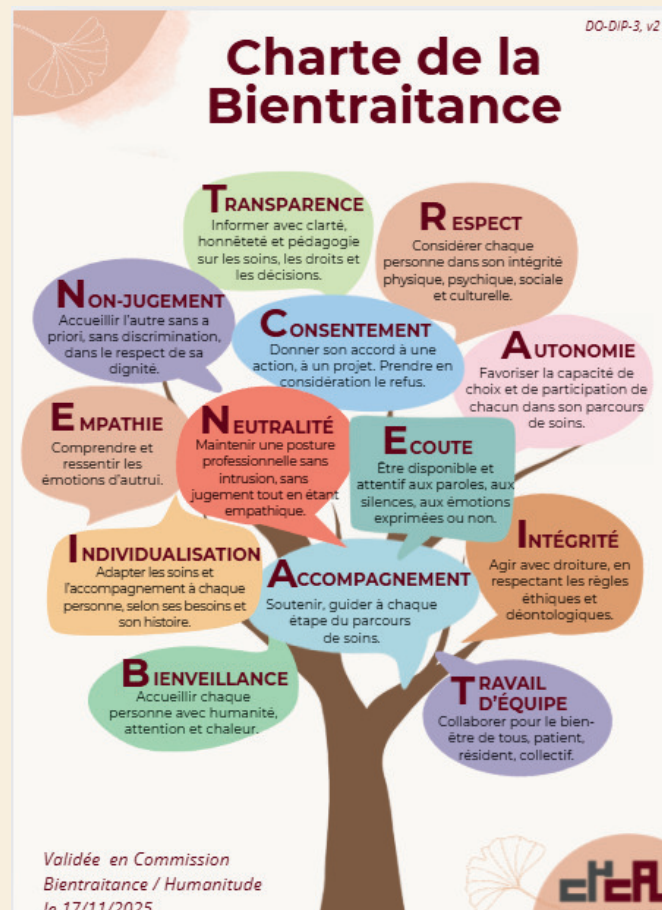 DO-DIP-3, v2
Charte de la
Bientraitance
TRANSPARENCE
Informer avec clarté,
honnêteté et pédagogie
sur les soins, les droits et
les décisions.
RESPECT
Considérer chaque
personne dans son intégrité
physique, psychique, sociale
et culturelle.
NON-JUGEMENT
Accueillir l'autre sans a
priori, sans discrimination,
dans le respect de sa
dignité.
CONSENTEMENT
Donner son accord à une
action, à un projet. Prendre en
considération le refus.
AUTONOMIE
Favoriser la capacité de
choix et de participation de
chacun dans son parcours
de soins.
EMPATHIE
Comprendre et
ressentir les
émotions d'autrui.
NEUTRALITÉ
Maintenir une posture
professionnelle sans
intrusion, sans
jugement tout en étant
empathique.
ECOUTE
Être disponible et
attentif aux paroles, aux
silences, aux émotions
exprimées ou non.
INDIVIDUALISATION
Adapter les soins et
l'accompagnement à chaque
personne, selon ses besoins et
son histoire.
ACCOMPAGNEMENT
Soutenir, guider à chaque
étape du parcours
de soins.
INTÉGRITÉ
Agir avec droiture, en
respectant les règles
éthiques et
déontologiques.
BIENVEILLANCE
Accueillir chaque
personne avec humanité,
attention et chaleur.
TRAVAIL
D'ÉQUIPE
Collaborer pour le bien-
être de tous, patient,
résident, collectif.
Validée en Commission
Bientraitance / Humanitude
le 17/11/2025